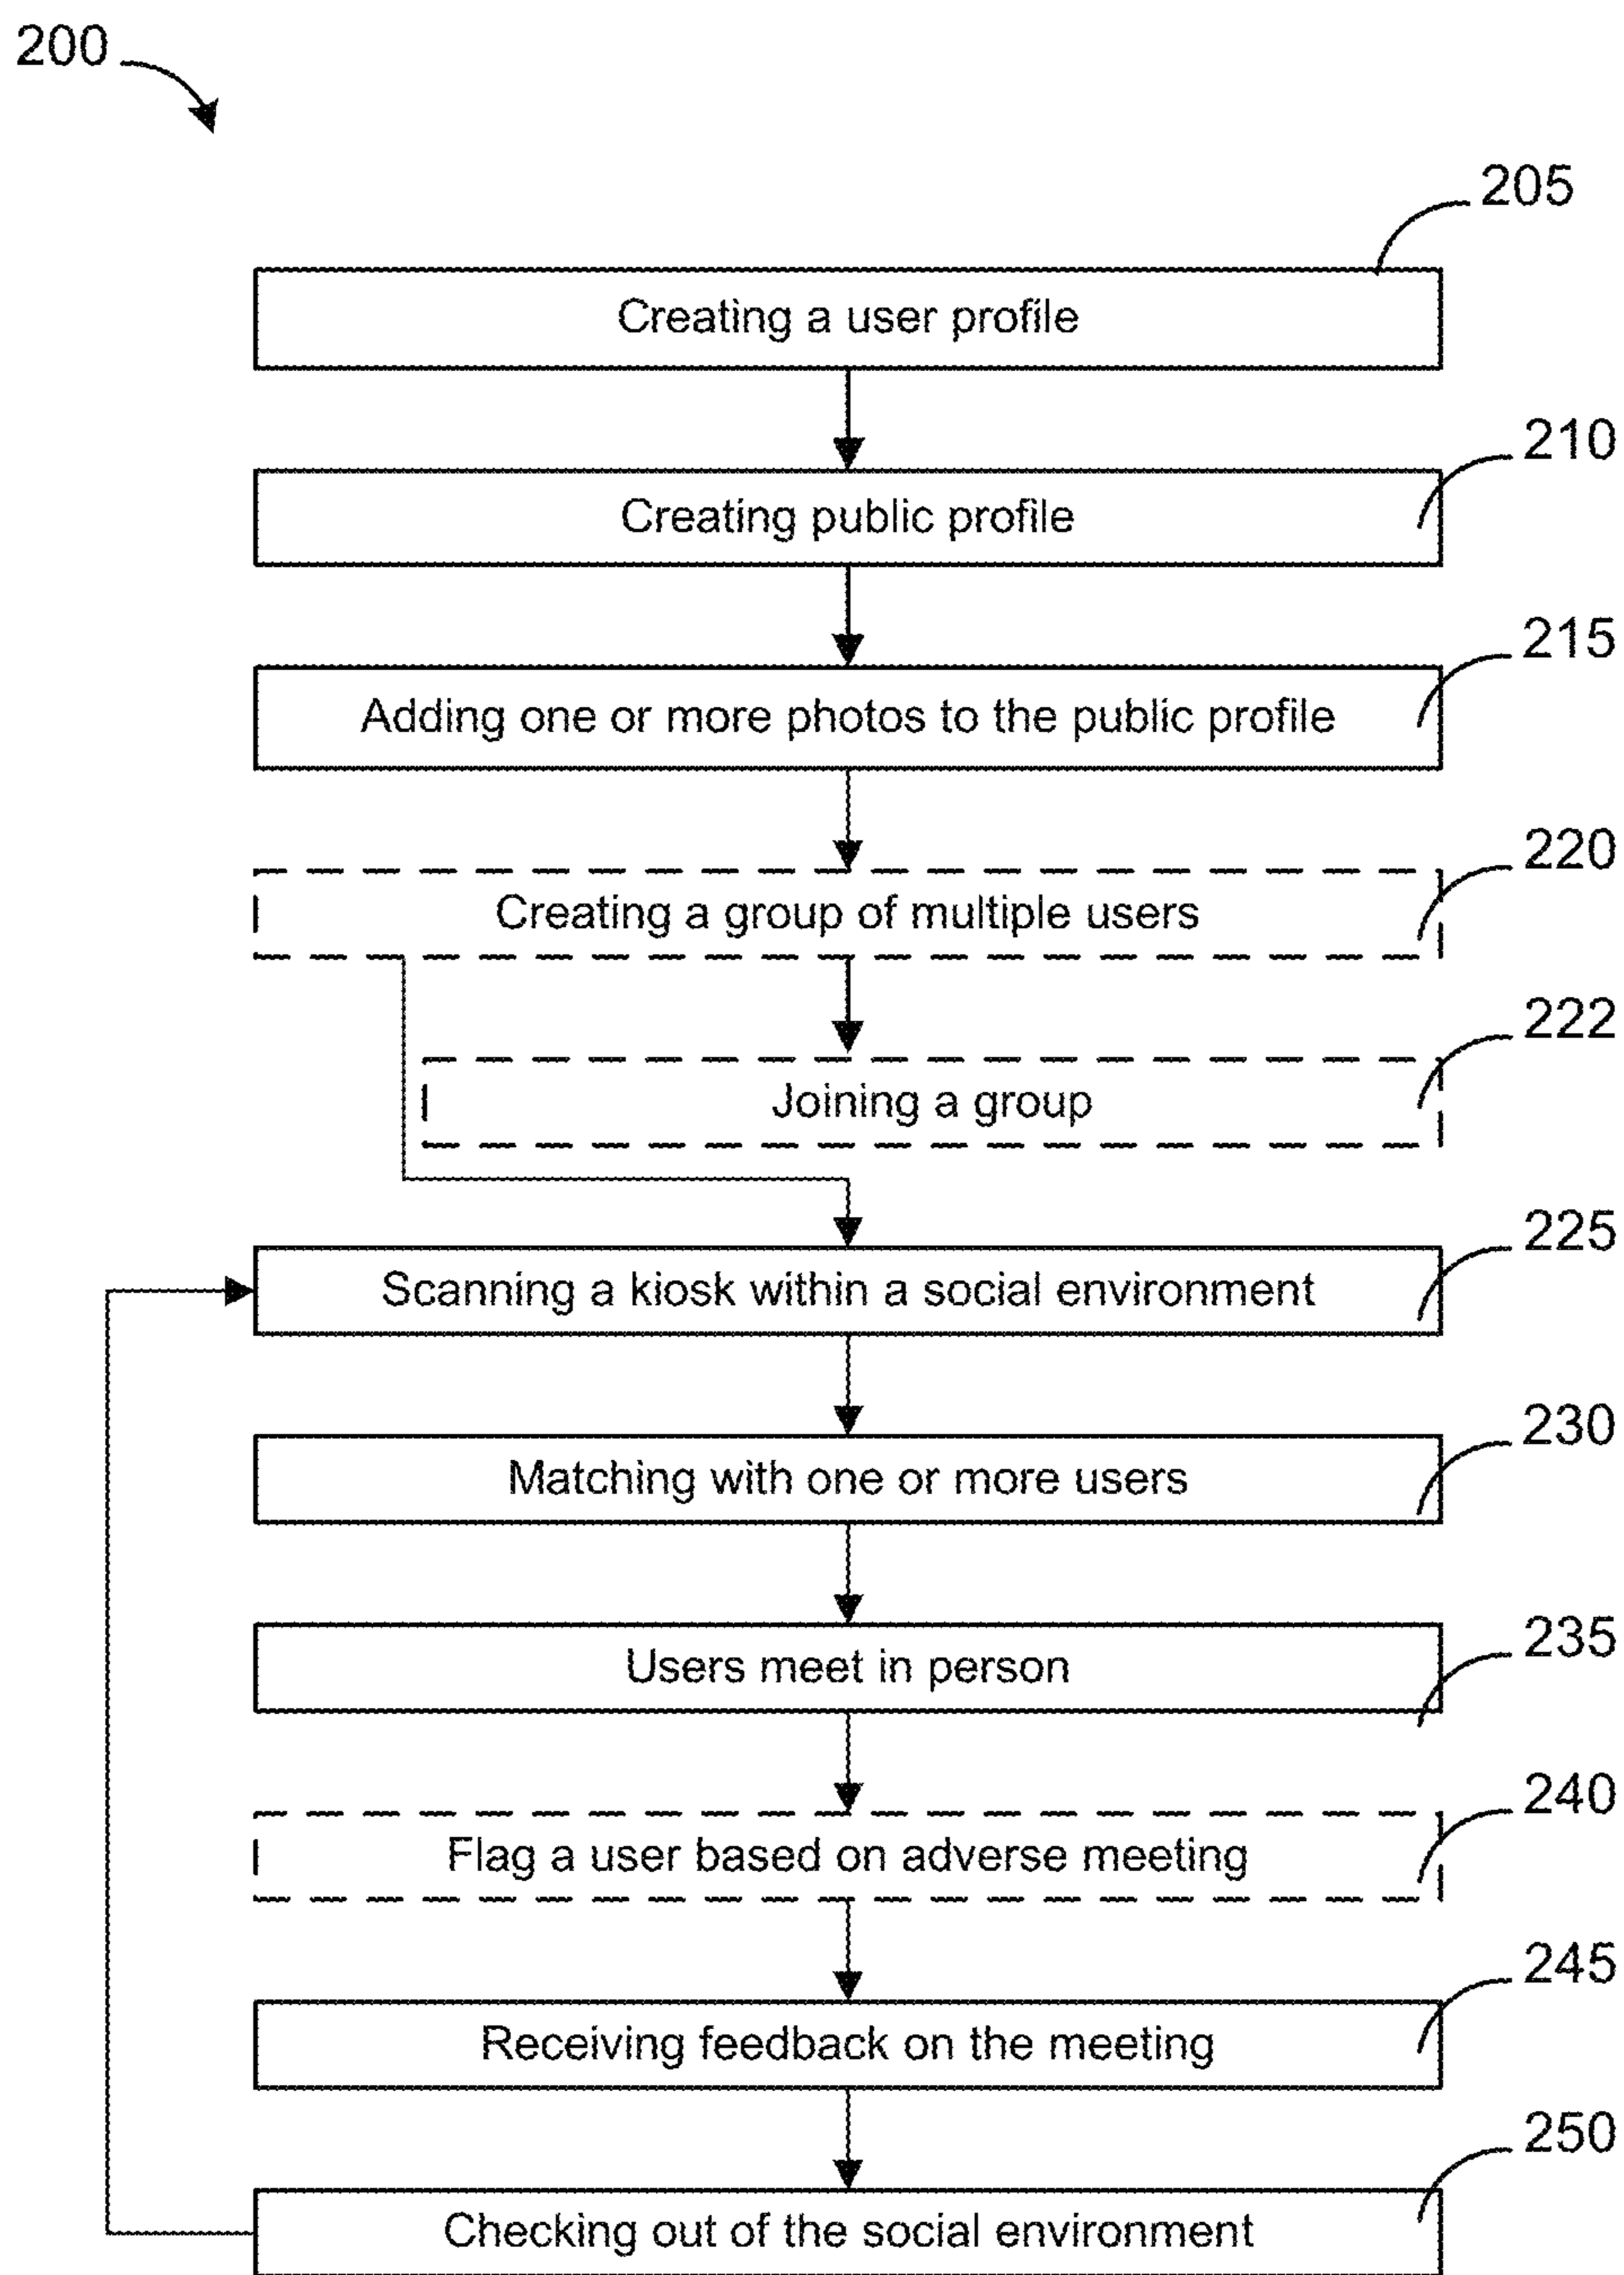 200
205
Creating a user profile
210
Creating public profile
215
Adding one or more photos to the public profile
220
Creating a group of multiple users
222
Joining a group
225
Scanning a kiosk within a social environment
230
Matching with one or more users
235
Users meet in person
240
Flag a user based on adverse meeting
245
Receiving feedback on the meeting
250
Checking out of the social environment